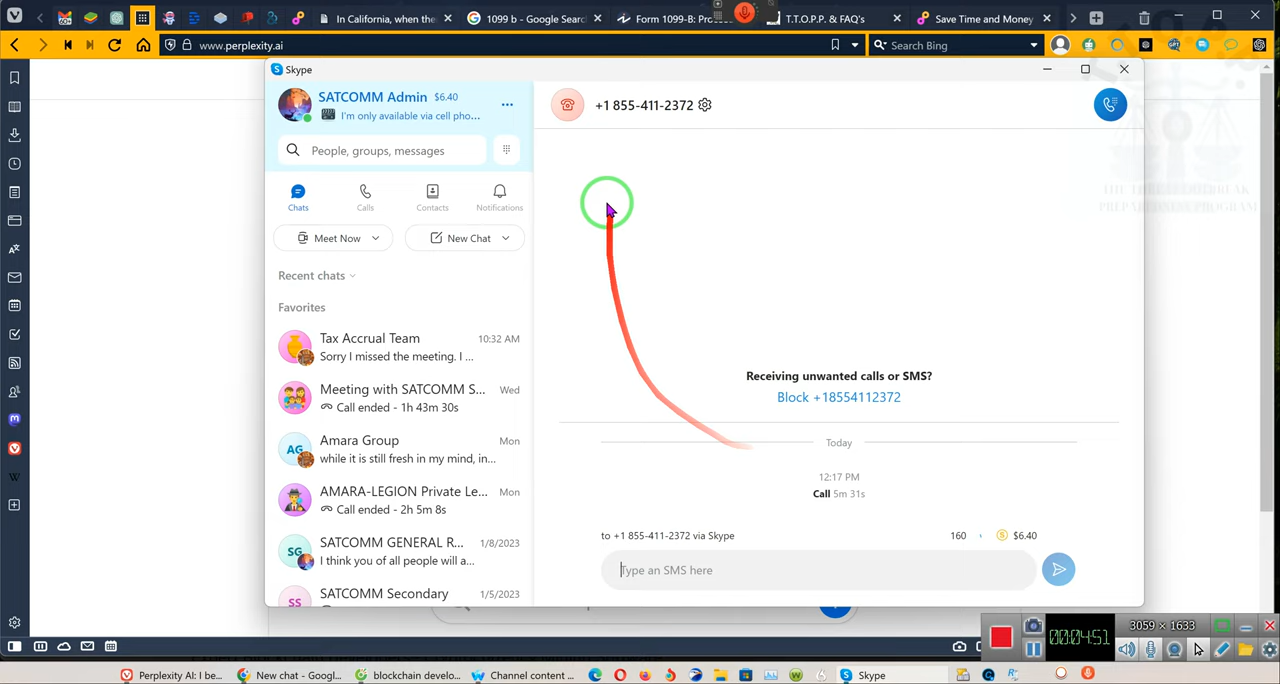 In California, when the
1099 b - Google Searc
Form 1099-B: Pro
T.T.O.P.P & FAQ's
Save Time and Money
www.perplexity.ai
Search Bing
Skype
SATCOMM Admin $6.40
I'm only available via cell pho...
People, groups, messages
Chats Calls Contacts Notifications
Meet Now New Chat
Recent chats
Favorites
Tax Accrual Team 10:32 AM
Sorry I missed the meeting. I ...
Meeting with SATCOMM S... Wed
Call ended - 1h 43m 30s
AG Amara Group Mon
while it is still fresh in my mind, in...
AMARA-LEGION Private Le... Mon
Call ended - 2h 5m 8s
SG SATCOMM GENERAL R... 1/8/2023
I think you of all people will a...
SS SATCOMM Secondary 1/5/2023
+1 855-411-2372
Receiving unwanted calls or SMS?
Block +18554112372
Today
12:17 PM
Call 5m 31s
to +1 855-411-2372 via Skype 160 $6.40
Type an SMS here
PREPAREDNESS PROGRAM
3059 × 1633
00:04:51
Perplexity AI: I be...
New chat - Googl...
blockchain develo...
Channel content ...
Skype